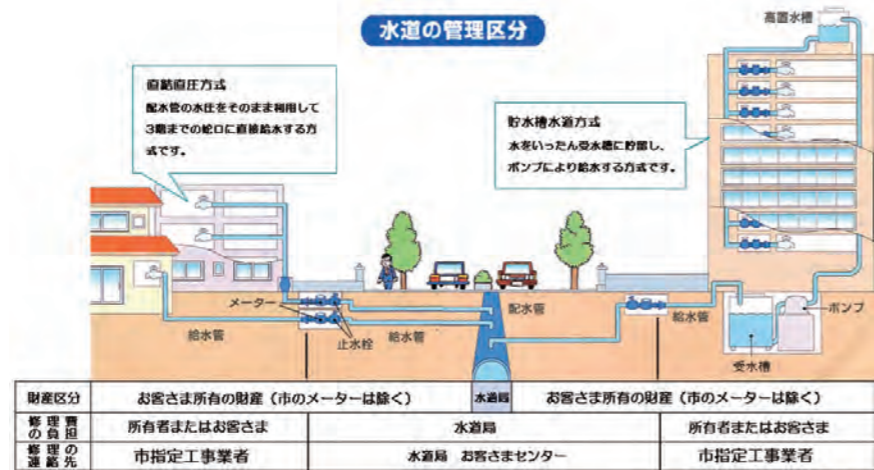 水道の管理区分
高置水槽
直結直圧方式
配水管の水圧をそのまま利用して
3階までの蛇口に直接給水する方
式です。
貯水槽水道方式
水をいったん受水槽に貯留し、
ポンプにより給水する方式です。
メーター
給水管
止水栓
給水管
配水管
給水管
ポンプ
受水槽
財産区分 お客さま所有の財産（市のメーターは除く） 水道局 お客さま所有の財産（市のメーターは除く）
修理費の負担 所有者またはお客さま 水道局 所有者またはお客さま
修理の連絡先 市指定工事業者 水道局 お客さまセンター 市指定工事業者